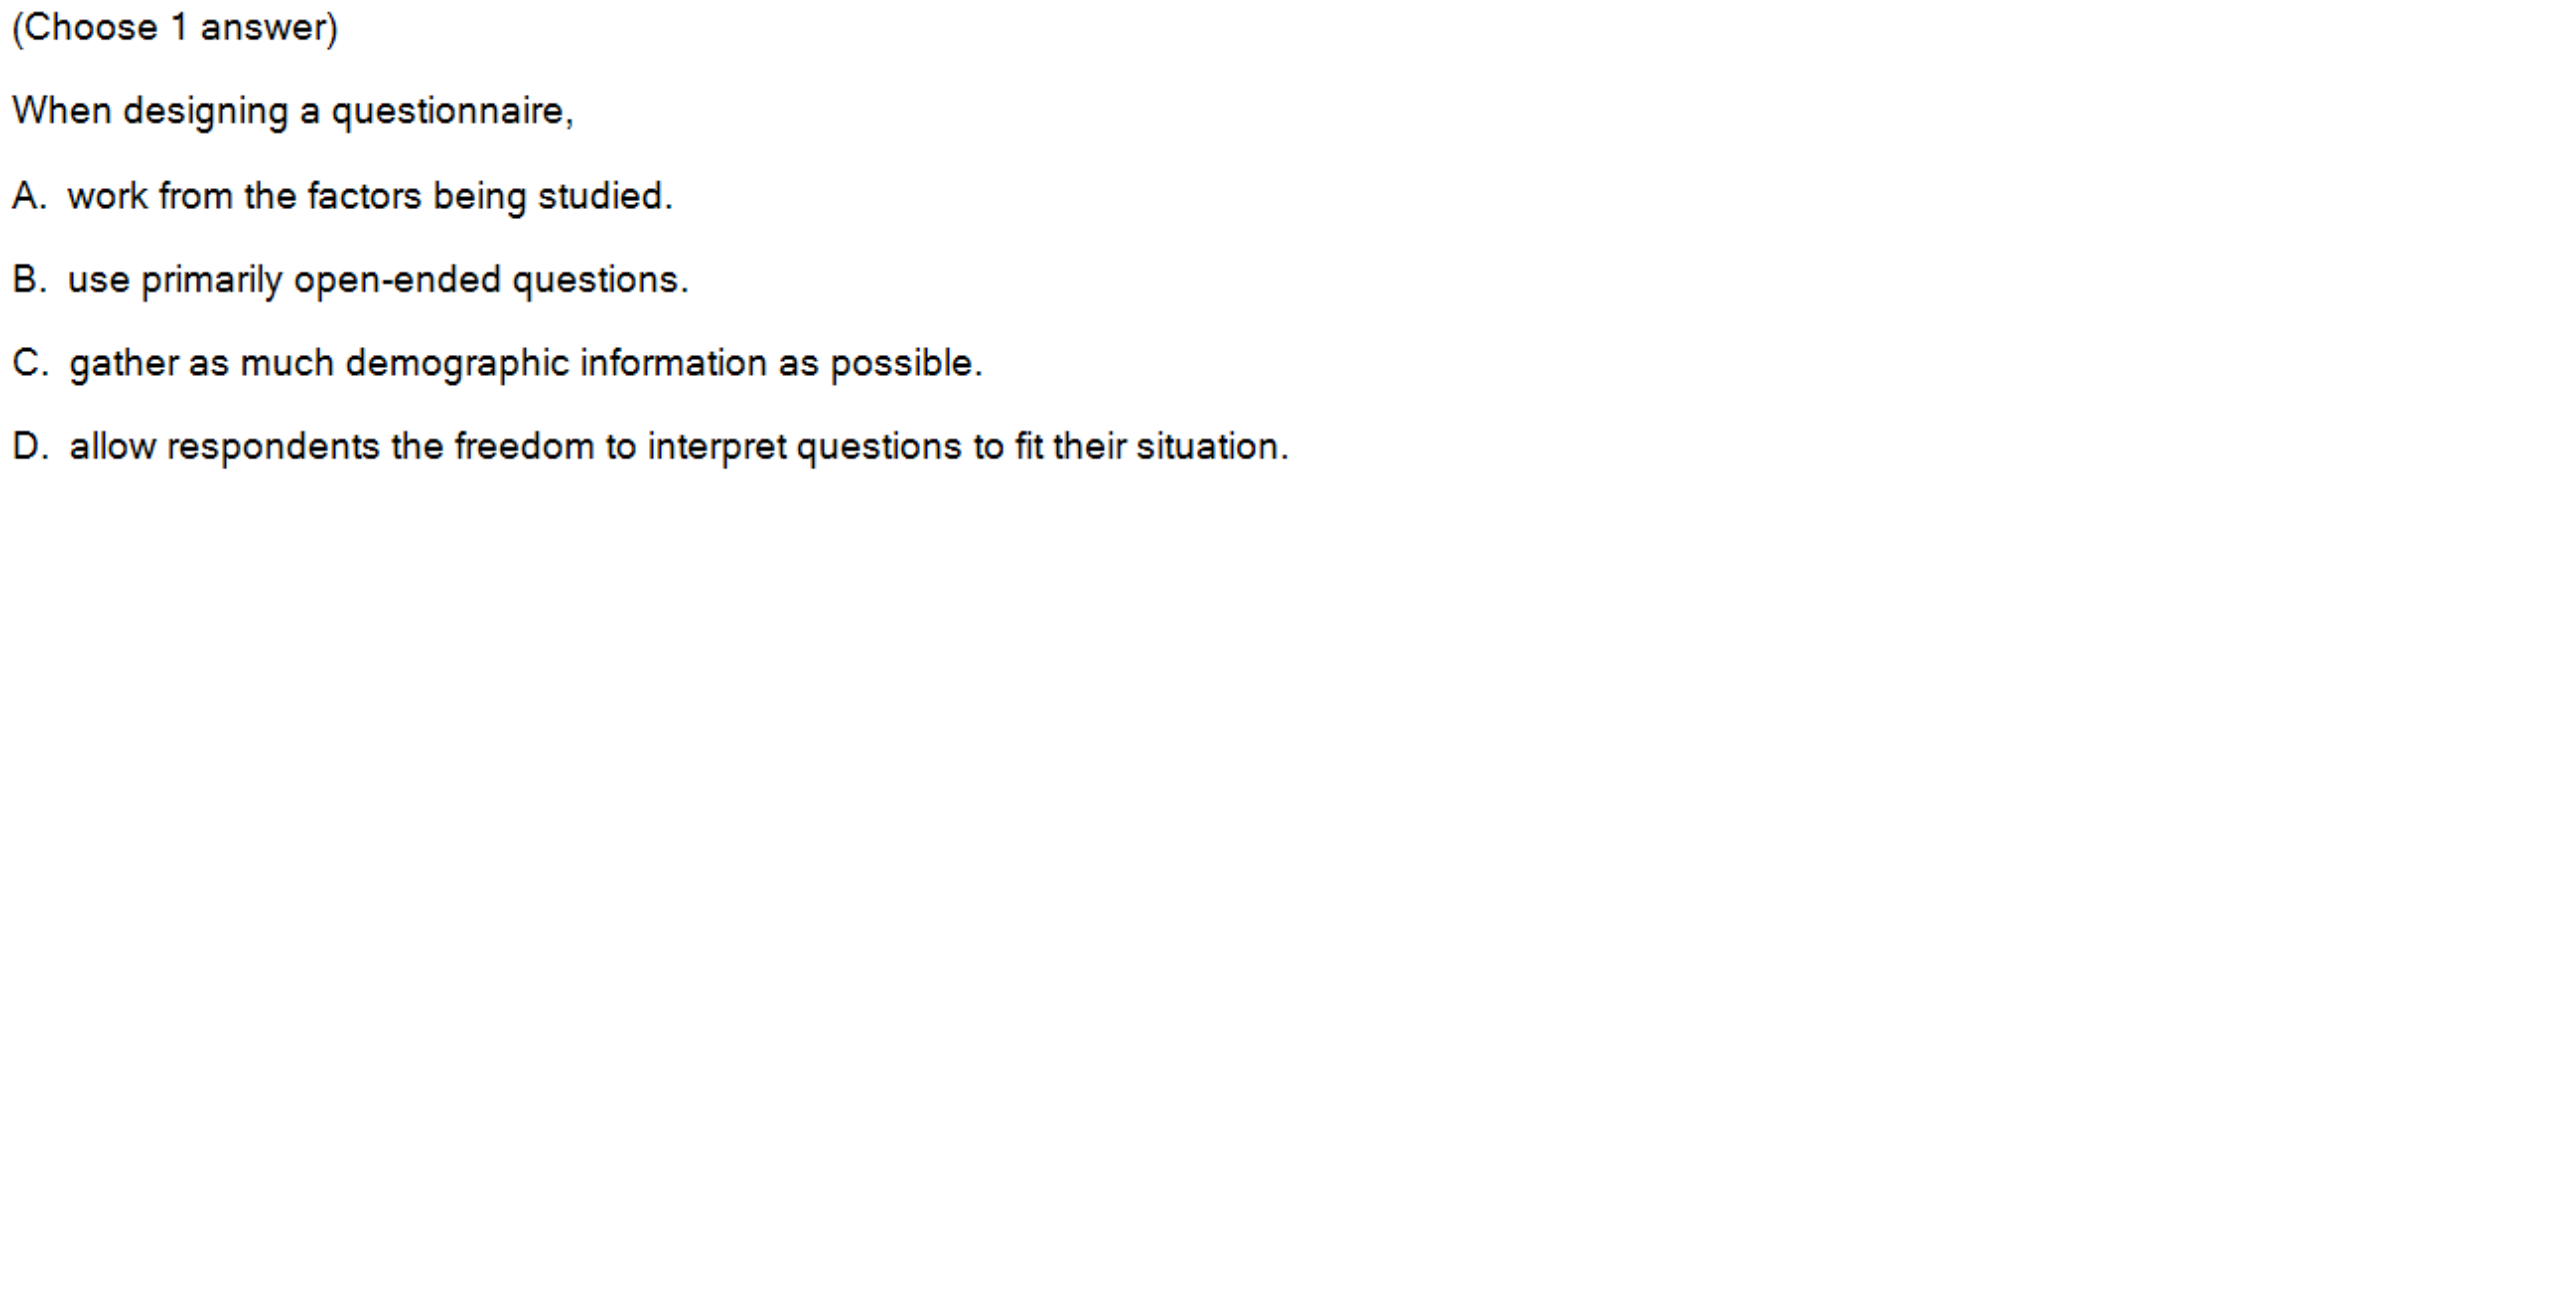 (Choose 1 answer)
When designing a questionnaire,
A. work from the factors being studied.
B. use primarily open-ended questions.
C. gather as much demographic information as possible.
D. allow respondents the freedom to interpret questions to fit their situation.